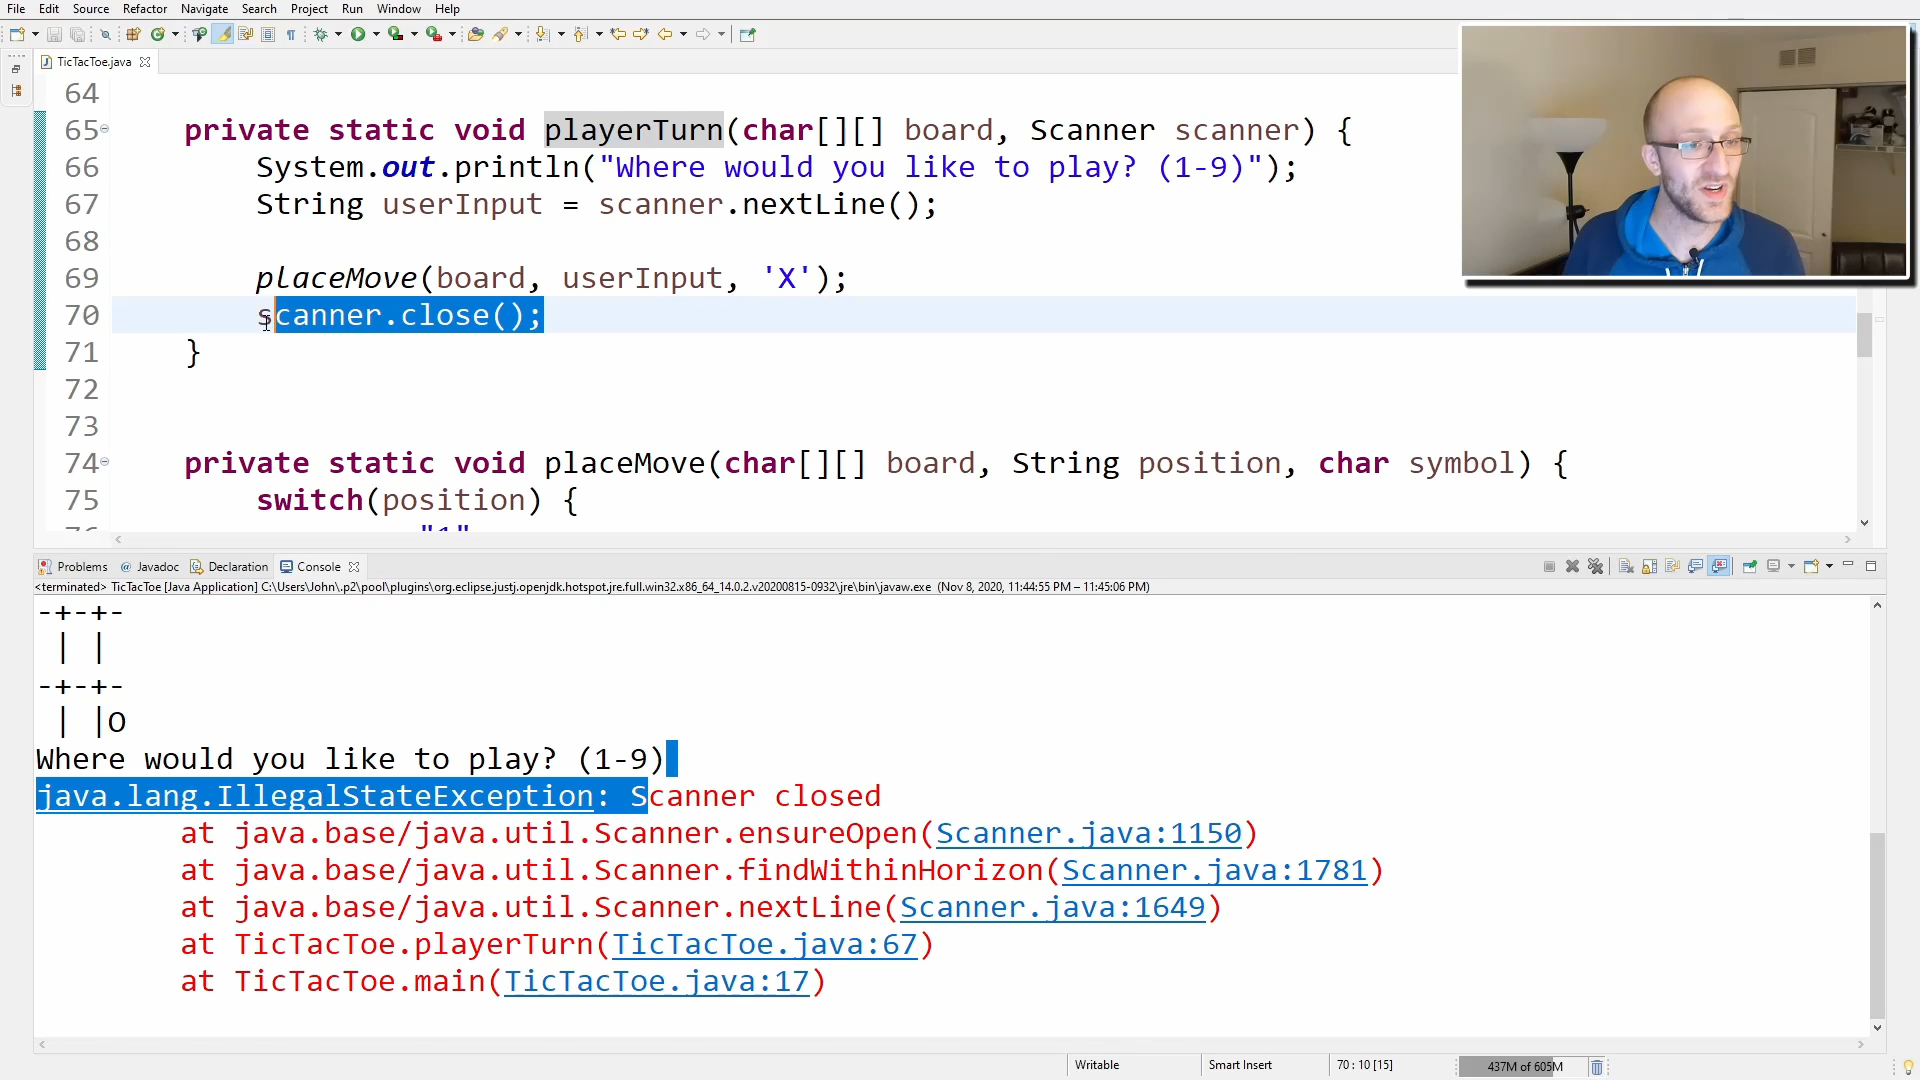 File Edit Source Refactor Navigate Search Project Run Window Help
TicTacToe.java
64
65 private static void playerTurn(char[][] board, Scanner scanner) {
66 System.out.println("Where would you like to play? (1-9)");
67 String userInput = scanner.nextLine();
68
69 placeMove(board, userInput, 'X');
70 scanner.close();
71 }
72
73
74 private static void placeMove(char[][] board, String position, char symbol) {
75 switch(position) {
76 "1"
Problems Javadoc Declaration Console
<terminated> TicTacToe [Java Application] C:\Users\John\.p2\pool\plugins\org.eclipse.justj.openjdk.hotspot.jre.full.win32.x86_64_14.0.2.v20200815-0932\jre\bin\javaw.exe (Nov 8, 2020, 11:44:55 PM – 11:45:06 PM)
-+-+-
| |
-+-+-
| |O
Where would you like to play? (1-9)
java.lang.IllegalStateException: Scanner closed
at java.base/java.util.Scanner.ensureOpen(Scanner.java:1150)
at java.base/java.util.Scanner.findWithinHorizon(Scanner.java:1781)
at java.base/java.util.Scanner.nextLine(Scanner.java:1649)
at TicTacToe.playerTurn(TicTacToe.java:67)
at TicTacToe.main(TicTacToe.java:17)
Writable Smart Insert 70 : 10 [15] 437M of 605M